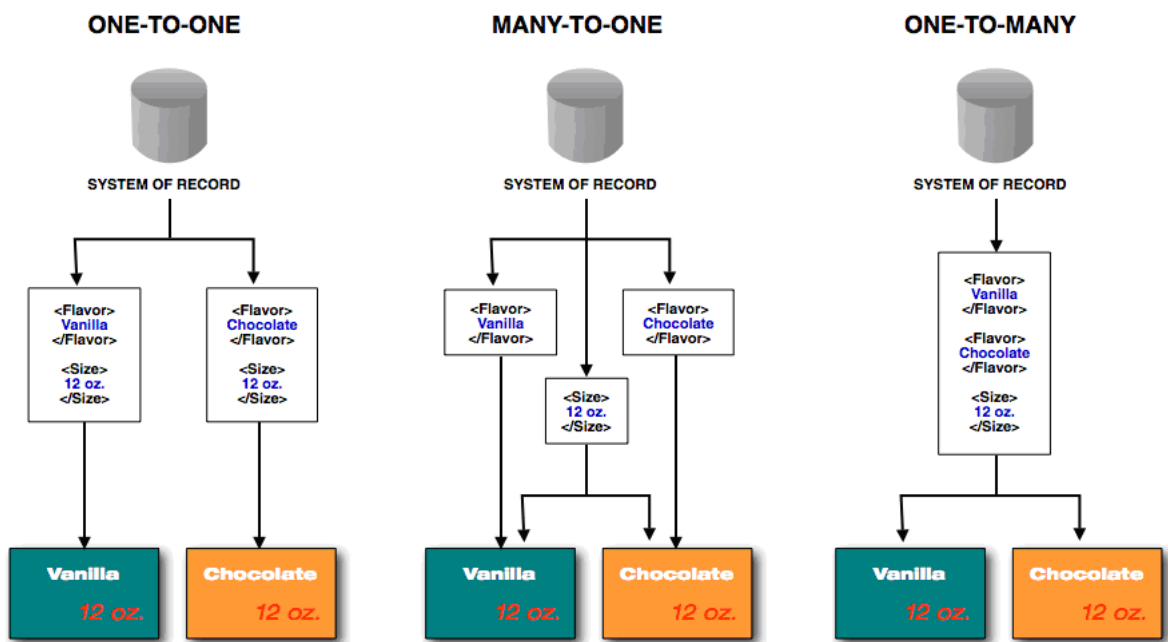 ONE-TO-ONE
SYSTEM OF RECORD
<Flavor>
Vanilla
</Flavor>
<Size>
12 oz.
</Size>
<Flavor>
Chocolate
</Flavor>
<Size>
12 oz.
</Size>
Vanilla
12 oz.
Chocolate
12 oz.
MANY-TO-ONE
SYSTEM OF RECORD
<Flavor>
Vanilla
</Flavor>
<Flavor>
Chocolate
</Flavor>
<Size>
12 oz.
</Size>
Vanilla
12 oz.
Chocolate
12 oz.
ONE-TO-MANY
SYSTEM OF RECORD
<Flavor>
Vanilla
</Flavor>
<Flavor>
Chocolate
</Flavor>
<Size>
12 oz.
</Size>
Vanilla
12 oz.
Chocolate
12 oz.